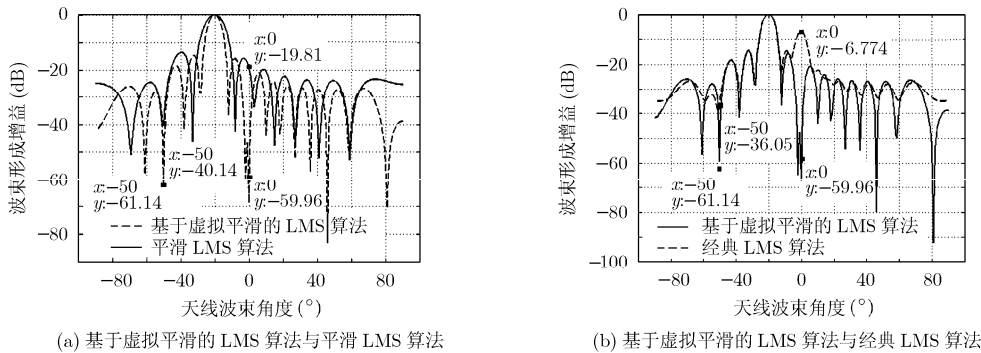 0
−20
−40
−60
−80
波束形成增益 (dB)
x:0
y:−19.81
x:−50
y:−40.14
x:−50
y:−61.14
x:0
y:−59.96
基于虚拟平滑的 LMS 算法
平滑 LMS 算法
−80 −40 0 40 80
天线波束角度 (°)
(a) 基于虚拟平滑的 LMS 算法与平滑 LMS 算法
0
−20
−40
−60
−80
−100
波束形成增益 (dB)
x:0
y:−6.774
x:−50
y:−36.05
x:−50
y:−61.14
x:0
y:−59.96
基于虚拟平滑的 LMS 算法
经典 LMS 算法
−80 −40 0 40 80
天线波束角度 (°)
(b) 基于虚拟平滑的 LMS 算法与经典 LMS 算法